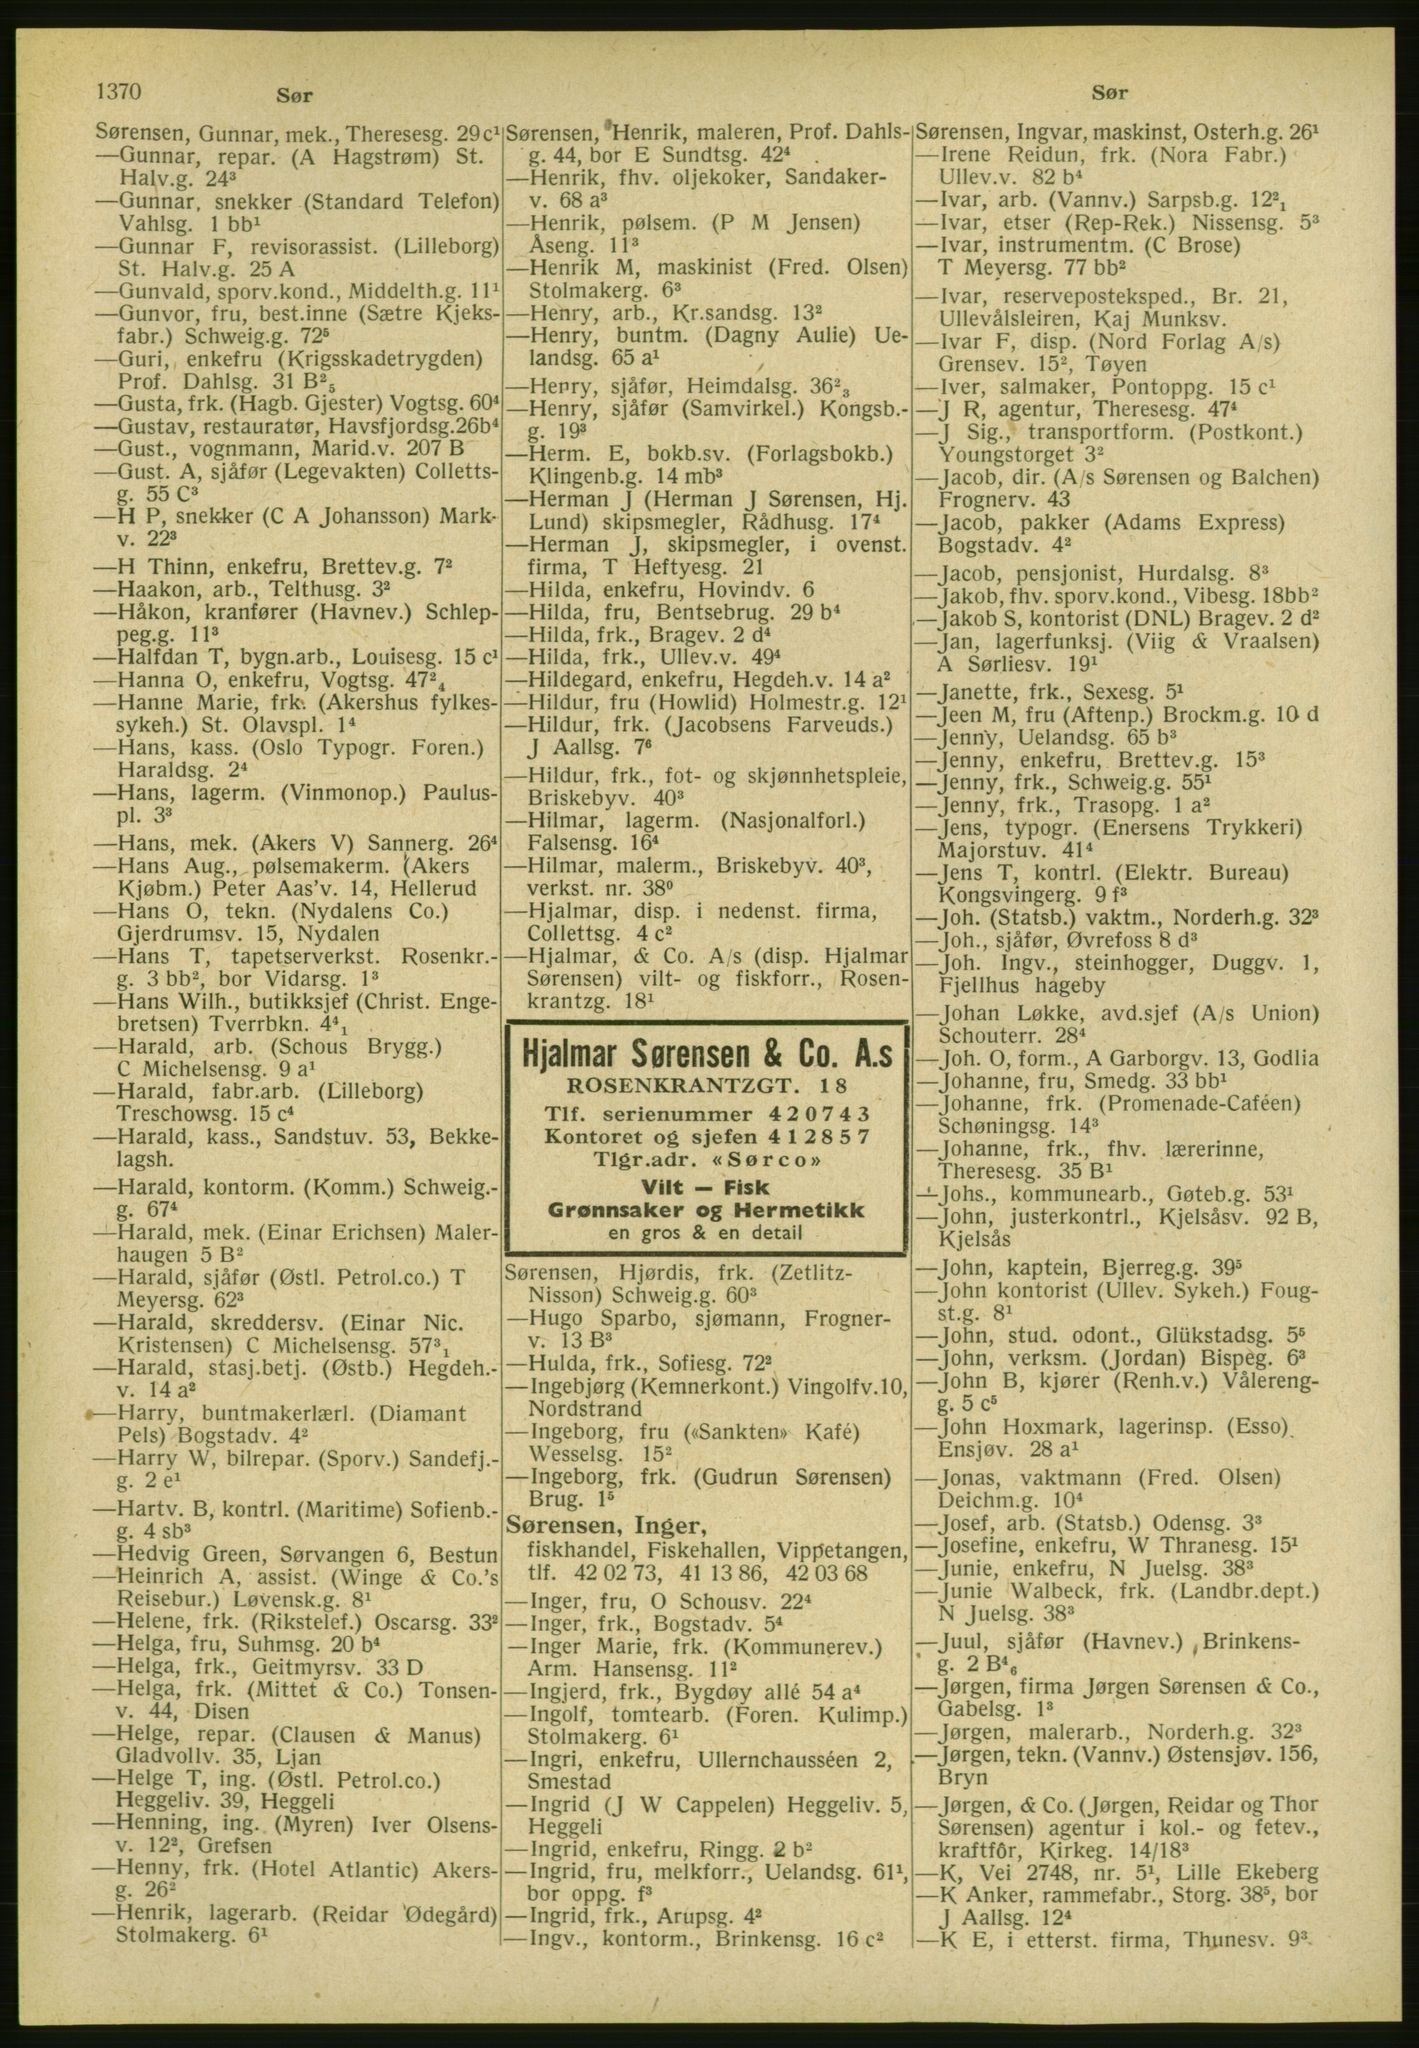 1370
Sør
Sør
Sørensen, Gunnar, mek., Theresesg. 29 c¹
—Gunnar, repar. (A Hagstrøm) St.
Halv.g. 24³
—Gunnar, snekker (Standard Telefon)
Vahlsg. 1 bb¹
—Gunnar F, revisorassist. (Lilleborg)
St. Halv.g. 25 A
—Gunvald, sporv.kond., Middelth.g. 11¹
—Gunvor, fru, best.inne (Sætre Kjeks-
fabr.) Schweig.g. 72⁵
—Guri, enkefru (Krigsskadetrygden)
Prof. Dahlsg. 31 B²₅
—Gusta, frk. (Hagb. Gjester) Vogtsg. 60⁴
—Gustav, restauratør, Havsfjordsg.26b⁴
—Gust., vognmann, Marid.v. 207 B
—Gust. A, sjåfør (Legevakten) Colletts-
g. 55 C³
—H P, snekker (C A Johansson) Mark-
v. 22³
—H Thinn, enkefru, Brettev.g. 7²
—Haakon, arb., Telthusg. 3²
—Håkon, kranfører (Havnev.) Schlep-
peg.g. 11³
—Halfdan T, bygn.arb., Louisesg. 15 c¹
—Hanna O, enkefru, Vogtsg. 47²₄
—Hanne Marie, frk. (Akershus fylkes-
sykeh.) St. Olavspl. 1⁴
—Hans, kass. (Oslo Typogr. Foren.)
Haraldsg. 2⁴
—Hans, lagerm. (Vinmonop.) Paulus-
pl. 3³
—Hans, mek. (Akers V) Sannerg. 26⁴
—Hans Aug., pølsemakerm. (Akers
Kjøbm.) Peter Aas'v. 14, Hellerud
—Hans O, tekn. (Nydalens Co.)
Gjerdrumsv. 15, Nydalen
—Hans T, tapetserverkst. Rosenkr.-
g. 3 bb², bor Vidarsg. 1³
—Hans Wilh., butikksjef (Christ. Enge-
bretsen) Tverrbkn. 4⁴₁
—Harald, arb. (Schous Brygg.)
C Michelsensg. 9 a¹
—Harald, fabr.arb. (Lilleborg)
Treschowsg. 15 c⁴
—Harald, kass., Sandstuv. 53, Bekke-
lagsh.
—Harald, kontorm. (Komm.) Schweig.-
g. 67⁴
—Harald, mek. (Einar Erichsen) Maler-
haugen 5 B²
—Harald, sjåfør (Østl. Petrol.co.) T
Meyersg. 62³
—Harald, skreddersv. (Einar Nic.
Kristensen) C Michelsensg. 57³₁
—Harald, stasj.betj. (Østb.) Hegdeh.-
v. 14 a²
—Harry, buntmakerlærl. (Diamant
Pels) Bogstadv. 4²
—Harry W, bilrepar. (Sporv.) Sandefj.-
g. 2 e¹
—Hartv. B, kontrl. (Maritime) Sofienb.-
g. 4 sb³
—Hedvig Green, Sørvangen 6, Bestun
—Heinrich A, assist. (Winge & Co.'s
Reisebur.) Løvensk.g. 8¹
—Helene, frk. (Rikstelef.) Oscarsg. 33²
—Helga, fru, Suhmsg. 20 b⁴
—Helga, frk., Geitmyrsv. 33 D
—Helga, frk. (Mittet & Co.) Tonsen-
v. 44, Disen
—Helge, repar. (Clausen & Manus)
Gladvollv. 35, Ljan
—Helge T, ing. (Østl. Petrol.co.)
Heggeliv. 39, Heggeli
—Henning, ing. (Myren) Iver Olsens-
v. 12², Grefsen
—Henny, frk. (Hotel Atlantic) Akers-
g. 26²
—Henrik, lagerarb. (Reidar Ødegård)
Stolmakerg. 6¹
Sørensen, Henrik, maleren, Prof. Dahls-
g. 44, bor E Sundtsg. 42⁴
—Henrik, fhv. oljekoker, Sandaker-
v. 68 a³
—Henrik, pølsem. (P M Jensen)
Åseng. 11³
—Henrik M, maskinist (Fred. Olsen)
Stolmakerg. 6³
—Henry, arb., Kr.sandsg. 13²
—Henry, buntm. (Dagny Aulie) Ue-
landsg. 65 a¹
—Henry, sjåfør, Heimdalsg. 36²₃
—Henry, sjåfør (Samvirkel.) Kongsb.-
g. 19³
—Herm. E, bokb.sv. (Forlagsbokb.)
Klingenb.g. 14 mb³
—Herman J (Herman J Sørensen, Hj.
Lund) skipsmegler, Rådhusg. 17⁴
—Herman J, skipsmegler, i ovenst.
firma, T Heftyesg. 21
—Hilda, enkefru, Hovindv. 6
—Hilda, fru, Bentsebrug. 29 b⁴
—Hilda, frk., Bragev. 2 d⁴
—Hilda, frk., Ullev.v. 49⁴
—Hildegard, enkefru, Hegdeh.v. 14 a²
—Hildur, fru (Howlid) Holmestr.g. 12¹
—Hildur, frk. (Jacobsens Farveuds.)
J Aallsg. 7⁶
—Hildur, frk., fot- og skjønnhetspleie,
Briskebyv. 40³
—Hilmar, lagerm. (Nasjonalforl.)
Falsensg. 16⁴
—Hilmar, malerm., Briskebyv. 40³,
verkst. nr. 38⁰
—Hjalmar, disp. i nedenst. firma,
Collettsg. 4 c²
—Hjalmar, & Co. A/s (disp. Hjalmar
Sørensen) vilt- og fiskforr., Rosen-
krantzg. 18¹
Hjalmar Sørensen & Co. A.s
ROSENKRANTZGT. 18
Tlf. serienummer 420743
Kontoret og sjefen 412857
Tlgr.adr. «Sørco»
Vilt — Fisk
Grønnsaker og Hermetikk
en gros & en detail
Sørensen, Hjørdis, frk. (Zetlitz-
Nisson) Schweig.g. 60³
—Hugo Sparbo, sjømann, Frogner-
v. 13 B³
—Hulda, frk., Sofiesg. 72²
—Ingebjørg (Kemnerkont.) Vingolfv.10,
Nordstrand
—Ingeborg, fru («Sankten» Kafé)
Wesselsg. 15²
—Ingeborg, frk. (Gudrun Sørensen)
Brug. 1⁵
Sørensen, Inger,
fiskhandel, Fiskehallen, Vippetangen,
tlf. 42 02 73, 41 13 86, 42 03 68
—Inger, fru, O Schousv. 22⁴
—Inger, frk., Bogstadv. 5⁴
—Inger Marie, frk. (Kommunerev.)
Arm. Hansensg. 11²
—Ingjerd, frk., Bygdøy allé 54 a⁴
—Ingolf, tomtearb. (Foren. Kulimp.)
Stolmakerg. 6¹
—Ingri, enkefru, Ullernchausséen 2,
Smestad
—Ingrid (J W Cappelen) Heggeliv. 5,
Heggeli
—Ingrid, enkefru, Ringg. 2 b²
—Ingrid, fru, melkforr., Uelandsg. 61¹,
bor oppg. f³
—Ingrid, frk., Arupsg. 4²
—Ingv., kontorm., Brinkensg. 16 c²
Sørensen, Ingvar, maskinst, Osterh.g. 26¹
—Irene Reidun, frk. (Nora Fabr.)
Ullev.v. 82 b⁴
—Ivar, arb. (Vannv.) Sarpsb.g. 12²₁
—Ivar, etser (Rep-Rek.) Nissensg. 5³
—Ivar, instrumentm. (C Brose)
T Meyersg. 77 bb²
—Ivar, reserveposteksped., Br. 21,
Ullevålsleiren, Kaj Munksv.
—Ivar F, disp. (Nord Forlag A/s)
Grensev. 15², Tøyen
—Iver, salmaker, Pontoppg. 15 c¹
—J R, agentur, Theresesg. 47⁴
—J Sig., transportform. (Postkont.)
Youngstorget 3²
—Jacob, dir. (A/s Sørensen og Balchen)
Frognerv. 43
—Jacob, pakker (Adams Express)
Bogstadv. 4²
—Jacob, pensjonist, Hurdalsg. 8³
—Jakob, fhv. sporv.kond., Vibesg. 18bb²
—Jakob S, kontorist (DNL) Bragev. 2 d²
—Jan, lagerfunksj. (Viig & Vraalsen)
A Sørliesv. 19¹
—Janette, frk., Sexesg. 5¹
—Jeen M, fru (Aftenp.) Brockm.g. 10 d
—Jenny, Uelandsg. 65 b³
—Jenny, enkefru, Brettev.g. 15³
—Jenny, frk., Schweig.g. 55¹
—Jenny, frk., Trasopg. 1 a²
—Jens, typogr. (Enersens Trykkeri)
Majorstuv. 41⁴
—Jens T, kontrl. (Elektr. Bureau)
Kongsvingerg. 9 f³
—Joh. (Statsb.) vaktm., Norderh.g. 32³
—Joh., sjåfør, Øvrefoss 8 d³
—Joh. Ingv., steinhogger, Duggv. 1,
Fjellhus hageby
—Johan Løkke, avd.sjef (A/s Union)
Schouterr. 28⁴
—Joh. O, form., A Garborgv. 13, Godlia
—Johanne, fru, Smedg. 33 bb¹
—Johanne, frk. (Promenade-Caféen)
Schøningsg. 14³
—Johanne, frk., fhv. lærerinne,
Theresesg. 35 B¹
—Johs., kommunearb., Gøteb.g. 53¹
—John, justerkontrl., Kjelsåsv. 92 B,
Kjelsås
—John, kaptein, Bjerreg.g. 39⁵
—John kontorist (Ullev. Sykeh.) Foug-
st.g. 8¹
—John, stud. odont., Glükstadsg. 5⁵
—John, verksm. (Jordan) Bispeg. 6³
—John B, kjører (Renh.v.) Vålereng-
g. 5 c⁵
—John Hoxmark, lagerinsp. (Esso)
Ensjøv. 28 a¹
—Jonas, vaktmann (Fred. Olsen)
Deichm.g. 10⁴
—Josef, arb. (Statsb.) Odensg. 3³
—Josefine, enkefru, W Thranesg. 15¹
—Junie, enkefru, N Juelsg. 38³
—Junie Walbeck, frk. (Landbr.dept.)
N Juelsg. 38³
—Juul, sjåfør (Havnev.) Brinkens-
g. 2 B⁴₆
—Jørgen, firma Jørgen Sørensen & Co.,
Gabelsg. 1³
—Jørgen, malerarb., Norderh.g. 32³
—Jørgen, tekn. (Vannv.) Østensjøv. 156,
Bryn
—Jørgen, & Co. (Jørgen, Reidar og Thor
Sørensen) agentur i kol.- og fetev.,
kraftfôr, Kirkeg. 14/18³
—K, Vei 2748, nr. 5¹, Lille Ekeberg
—K Anker, rammefabr., Storg. 38⁵, bor
J Aallsg. 12⁴
—K E, i etterst. firma, Thunesv. 9³